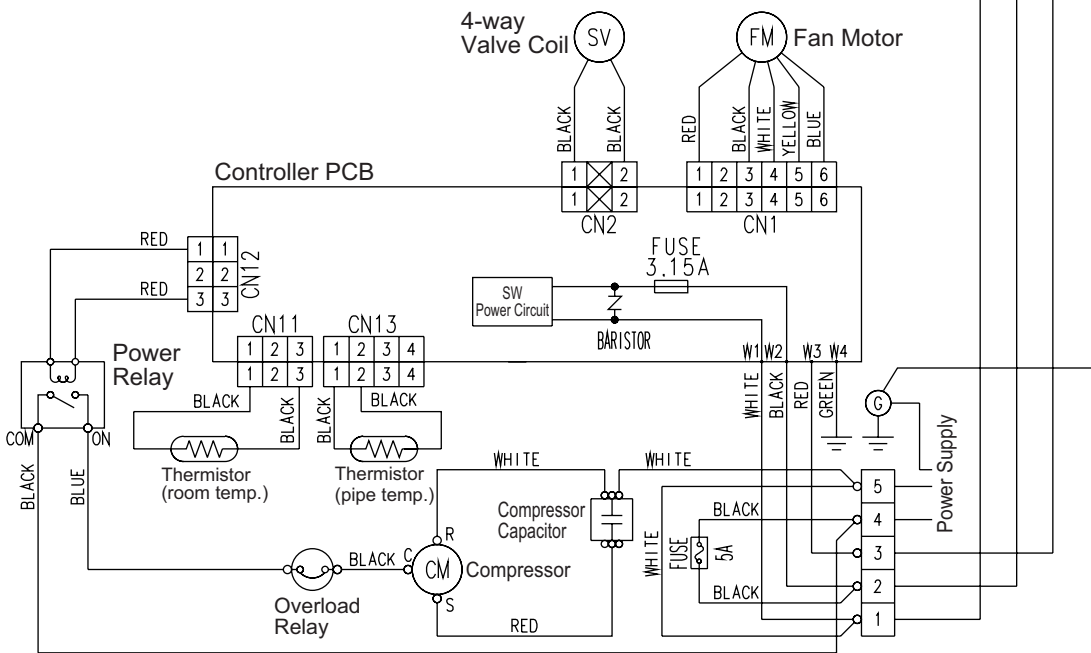 4-way
Valve Coil
SV
FM
Fan Motor
BLACK
BLACK
RED
BLACK
WHITE
YELLOW
BLUE
1 2
1 2
CN2
1 2 3 4 5 6
1 2 3 4 5 6
CN1
Controller PCB
RED
RED
1 1
2 2
3 3
CN12
FUSE
3.15A
SW
Power Circuit
BARISTOR
CN11
1 2 3
1 2 3
CN13
1 2 3 4
1 2 3 4
W1 W2 W3 W4
WHITE
BLACK
RED
GREEN
G
Power
Relay
COM
ON
BLACK
BLUE
BLACK
BLACK
Thermistor
(room temp.)
BLACK
BLACK
Thermistor
(pipe temp.)
WHITE
WHITE
Compressor
Capacitor
R
C
S
CM
Compressor
BLACK
Overload
Relay
RED
WHITE
BLACK
FUSE
5A
BLACK
5
4
3
2
1
Power Supply